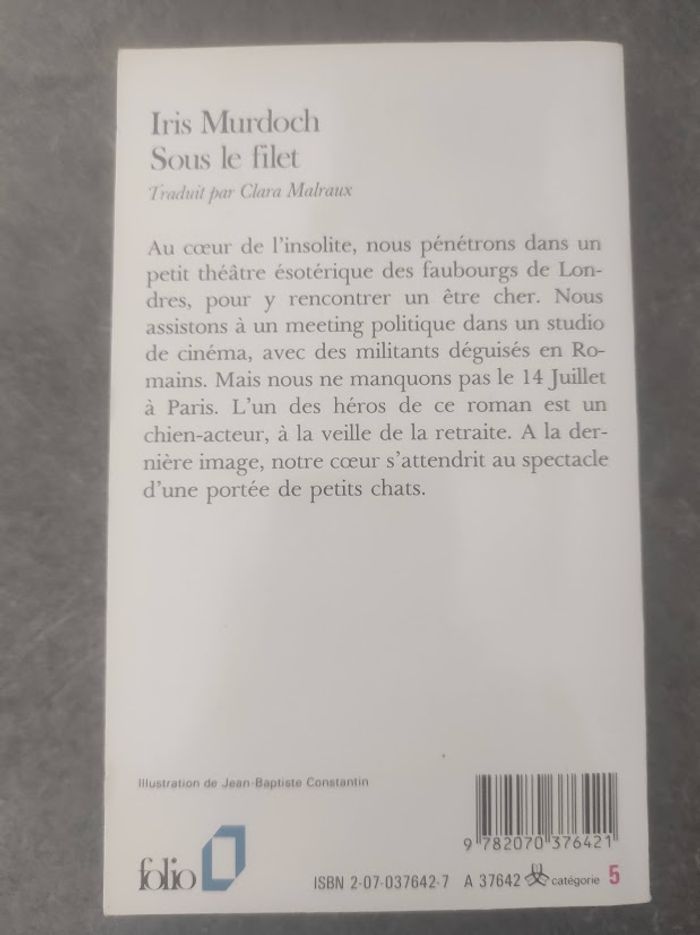 Iris Murdoch
Sous le filet
Traduit par Clara Malraux
Au cœur de l'insolite, nous pénétrons dans un
petit théâtre ésotérique des faubourgs de Lon-
dres, pour y rencontrer un être cher. Nous
assistons à un meeting politique dans un studio
de cinéma, avec des militants déguisés en Ro-
mains. Mais nous ne manquons pas le 14 Juillet
à Paris. L'un des héros de ce roman est un
chien-acteur, à la veille de la retraite. A la der-
nière image, notre cœur s'attendrit au spectacle
d'une portée de petits chats.
Illustration de Jean-Baptiste Constantin
9 782070 376421
folio
ISBN 2-07-037642-7 A 37642 catégorie 5